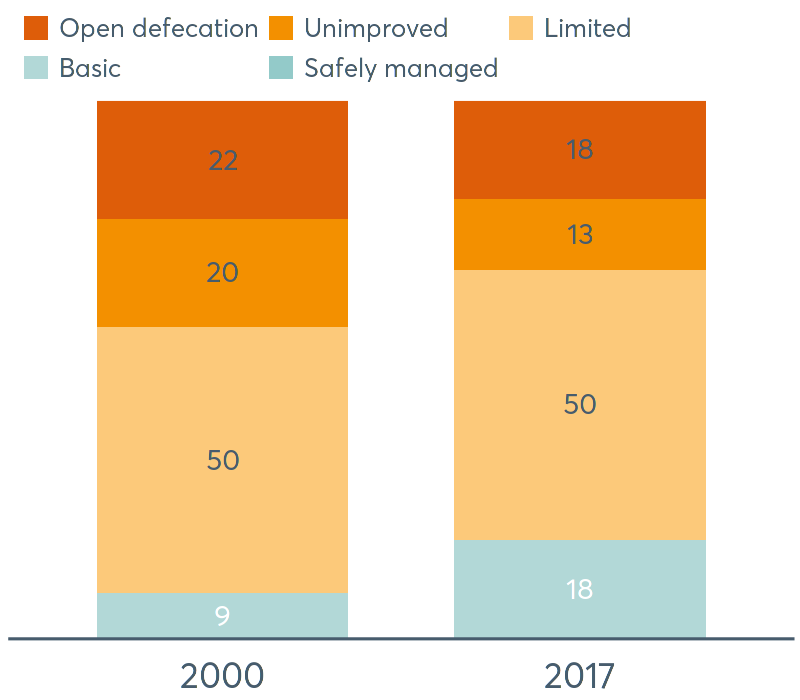 Open defecation Unimproved Limited
Basic Safely managed
22 18
20 13
50 50
9 18
2000 2017